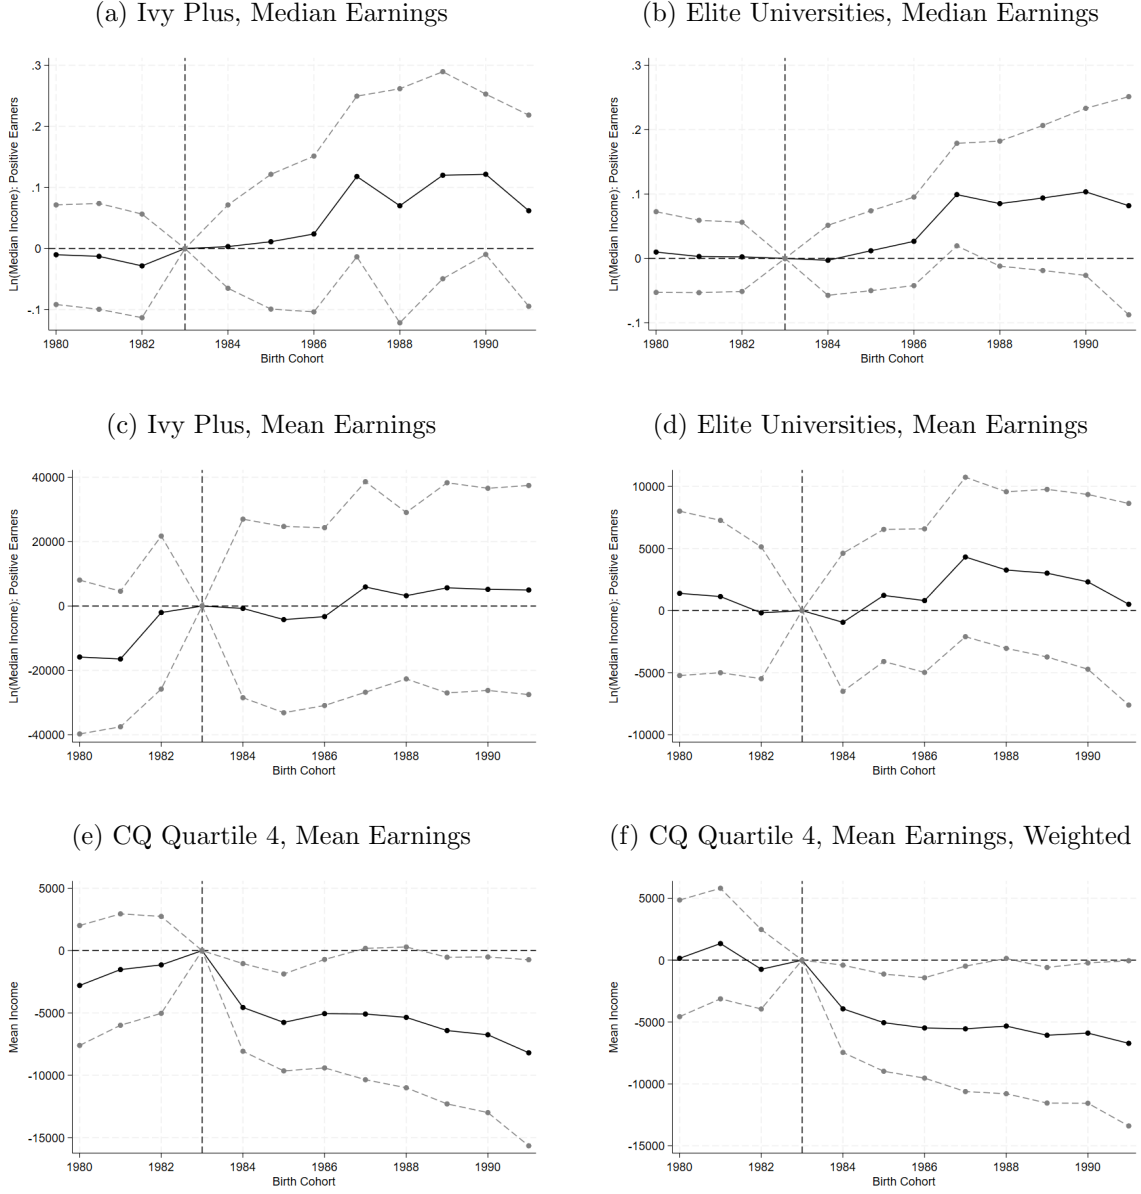 (a) Ivy Plus, Median Earnings
Ln(Median Income): Positive Earners
.3
.2
.1
0
-.1
1980 1982 1984 1986 1988 1990
Birth Cohort
(b) Elite Universities, Median Earnings
Ln(Median Income): Positive Earners
.3
.2
.1
0
-.1
1980 1982 1984 1986 1988 1990
Birth Cohort
(c) Ivy Plus, Mean Earnings
Ln(Median Income): Positive Earners
40000
20000
0
-20000
-40000
1980 1982 1984 1986 1988 1990
Birth Cohort
(d) Elite Universities, Mean Earnings
Ln(Median Income): Positive Earners
10000
5000
0
-5000
-10000
1980 1982 1984 1986 1988 1990
Birth Cohort
(e) CQ Quartile 4, Mean Earnings
Mean Income
5000
0
-5000
-10000
-15000
1980 1982 1984 1986 1988 1990
Birth Cohort
(f) CQ Quartile 4, Mean Earnings, Weighted
Mean Income
5000
0
-5000
-10000
-15000
1980 1982 1984 1986 1988 1990
Birth Cohort